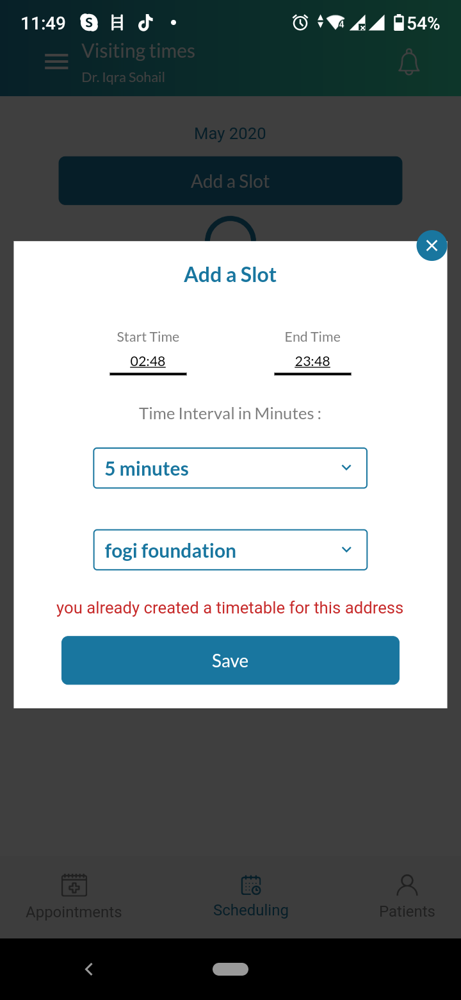 11:49
54%
Visiting times
Dr. Iqra Sohail
May 2020
Add a Slot
Add a Slot
Start Time
End Time
02:48
23:48
Time Interval in Minutes :
5 minutes
fogi foundation
you already created a timetable for this address
Save
Appointments
Scheduling
Patients